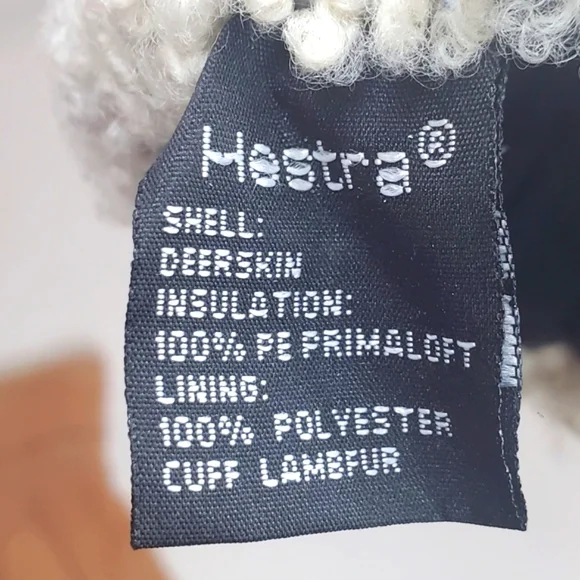 Hestra®
SHELL:
DEERSKIN
INSULATION:
100% PE PRIMALOFT
LINING:
100% POLYESTER
CUFF LAMBFUR